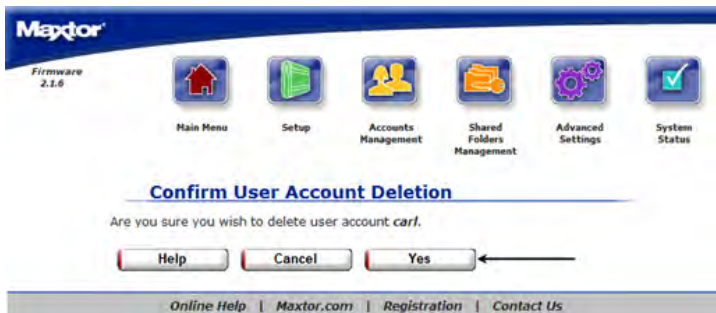 Maxtor
Firmware
2.1.6
Main Menu
Setup
Accounts
Management
Shared
Folders
Management
Advanced
Settings
System
Status
Confirm User Account Deletion
Are you sure you wish to delete user account carl.
Help
Cancel
Yes
Online Help | Maxtor.com | Registration | Contact Us